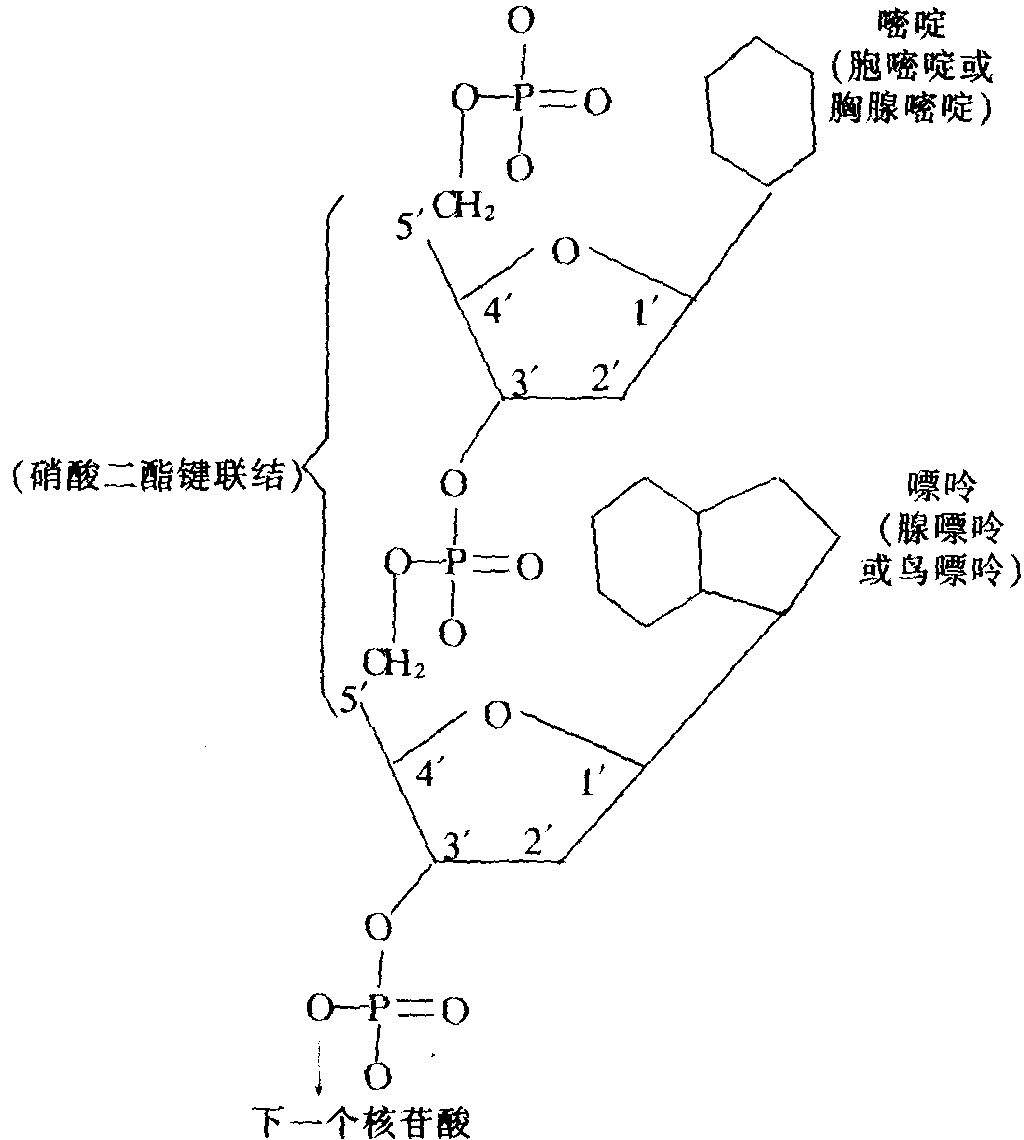 嘧啶
(胞嘧啶或
胸腺嘧啶)
O
O—P=O
O
5′ CH₂
O
4′ 1′
3′ 2′
(硝酸二酯键联结)
O
O—P=O
O
嘌呤
(腺嘌呤
或鸟嘌呤)
CH₂
5′
O
4′ 1′
3′ 2′
O
O—P=O
O
下一个核苷酸